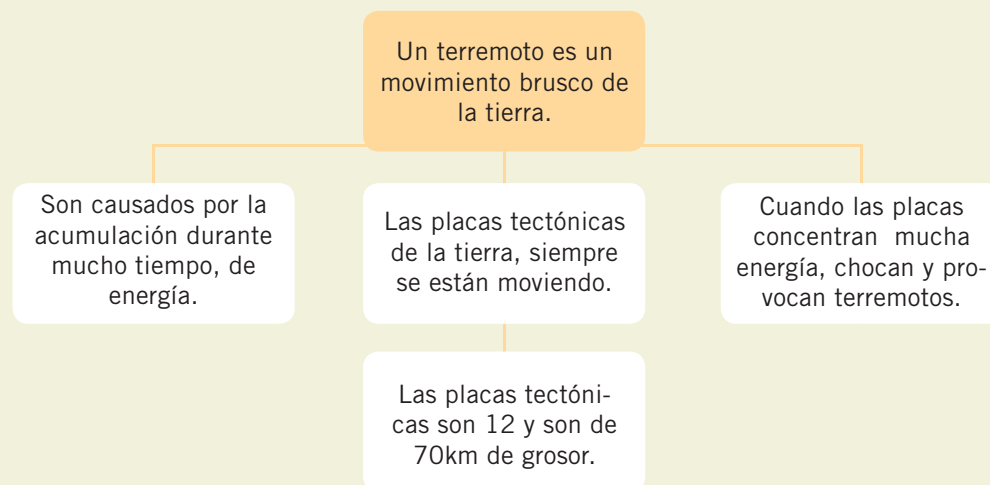 Un terremoto es un
movimiento brusco de
la tierra.
Son causados por la
acumulación durante
mucho tiempo, de
energía.
Las placas tectónicas
de la tierra, siempre
se están moviendo.
Cuando las placas
concentran mucha
energía, chocan y pro-
vocan terremotos.
Las placas tectóni-
cas son 12 y son de
70km de grosor.